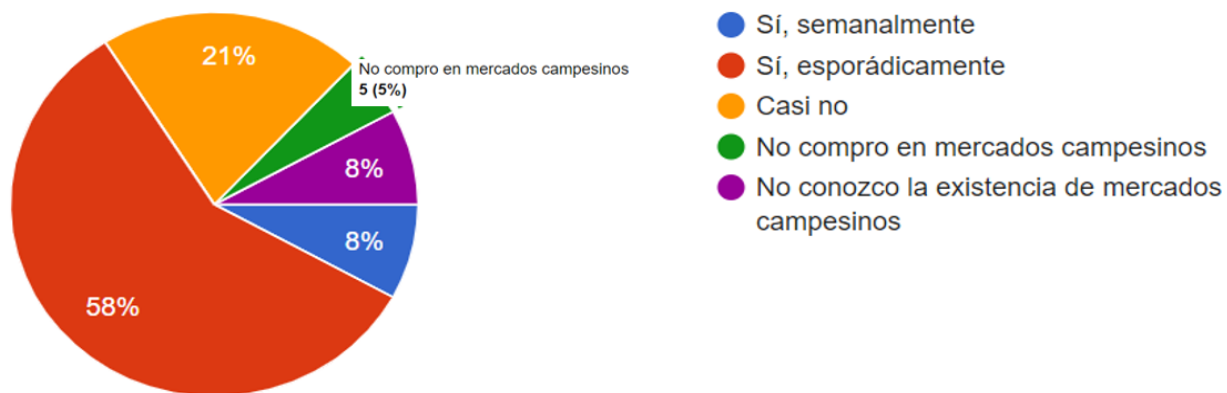 21%
No compro en mercados campesinos
5 (5%)
8%
8%
58%
Sí, semanalmente
Sí, esporádicamente
Casi no
No compro en mercados campesinos
No conozco la existencia de mercados
campesinos